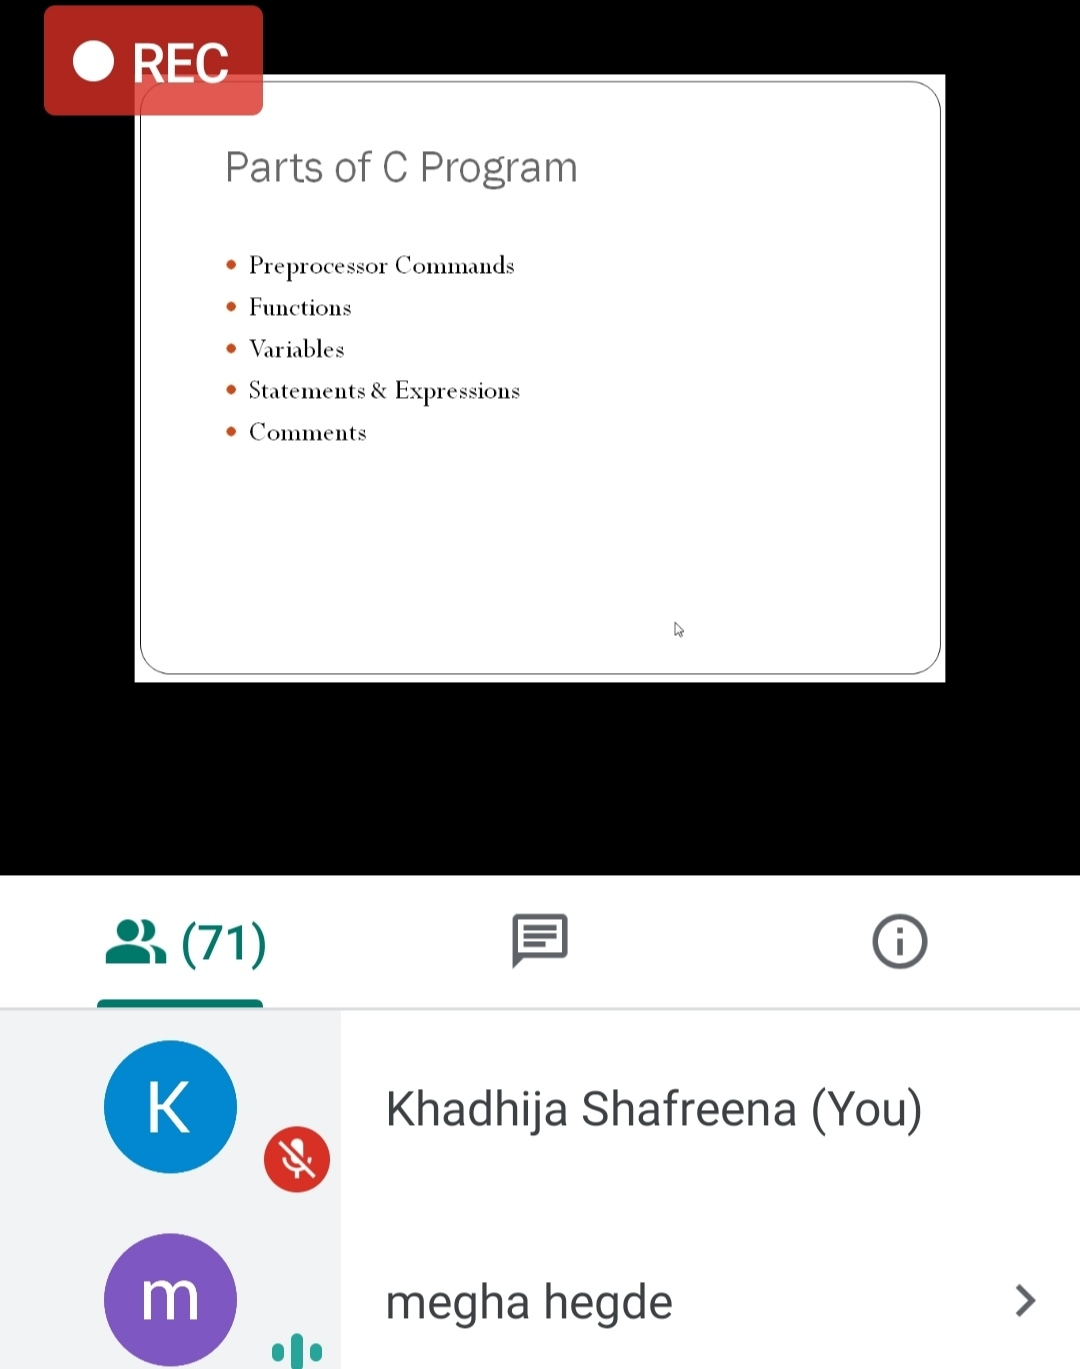 REC
Parts of C Program
• Preprocessor Commands
• Functions
• Variables
• Statements & Expressions
• Comments
(71)
K
Khadhija Shafreena (You)
m
megha hegde